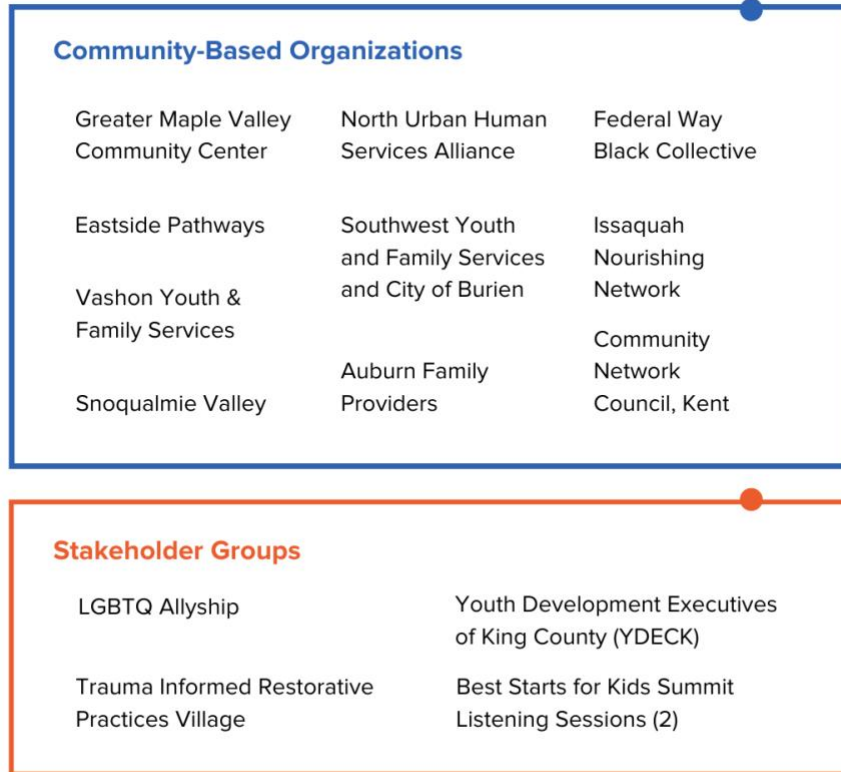 Community-Based Organizations
Greater Maple Valley
Community Center
Eastside Pathways
Vashon Youth &
Family Services
Snoqualmie Valley
North Urban Human
Services Alliance
Southwest Youth
and Family Services
and City of Burien
Auburn Family
Providers
Federal Way
Black Collective
Issaquah
Nourishing
Network
Community
Network
Council, Kent
Stakeholder Groups
LGBTQ Allyship
Trauma Informed Restorative
Practices Village
Youth Development Executives
of King County (YDECK)
Best Starts for Kids Summit
Listening Sessions (2)